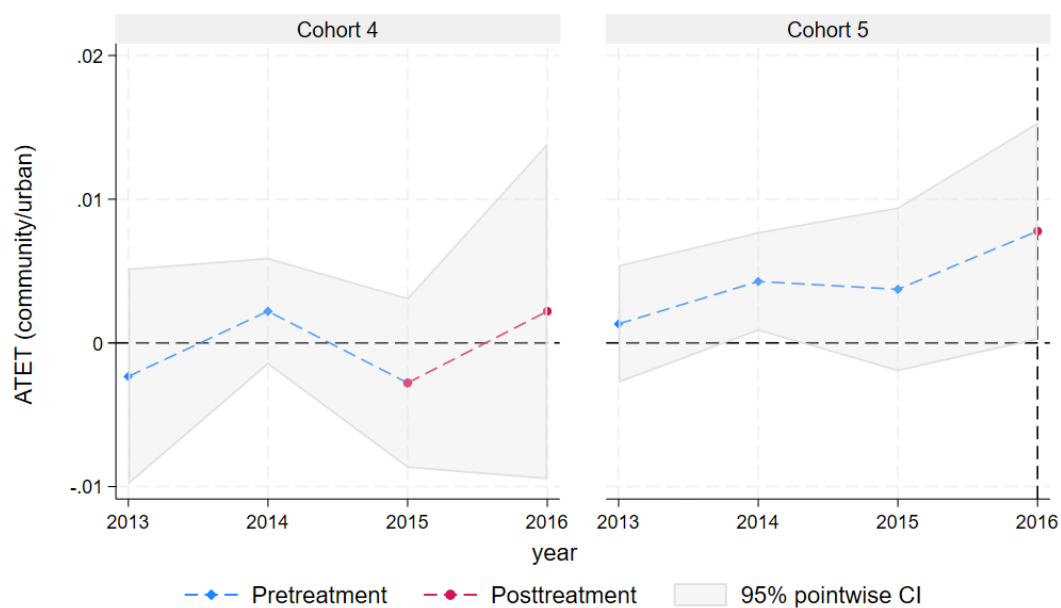 Cohort 4
Cohort 5
ATET (community/urban)
.02
.01
0
-.01
2013 2014 2015 2016
2013 2014 2015 2016
year
Pretreatment Posttreatment 95% pointwise CI